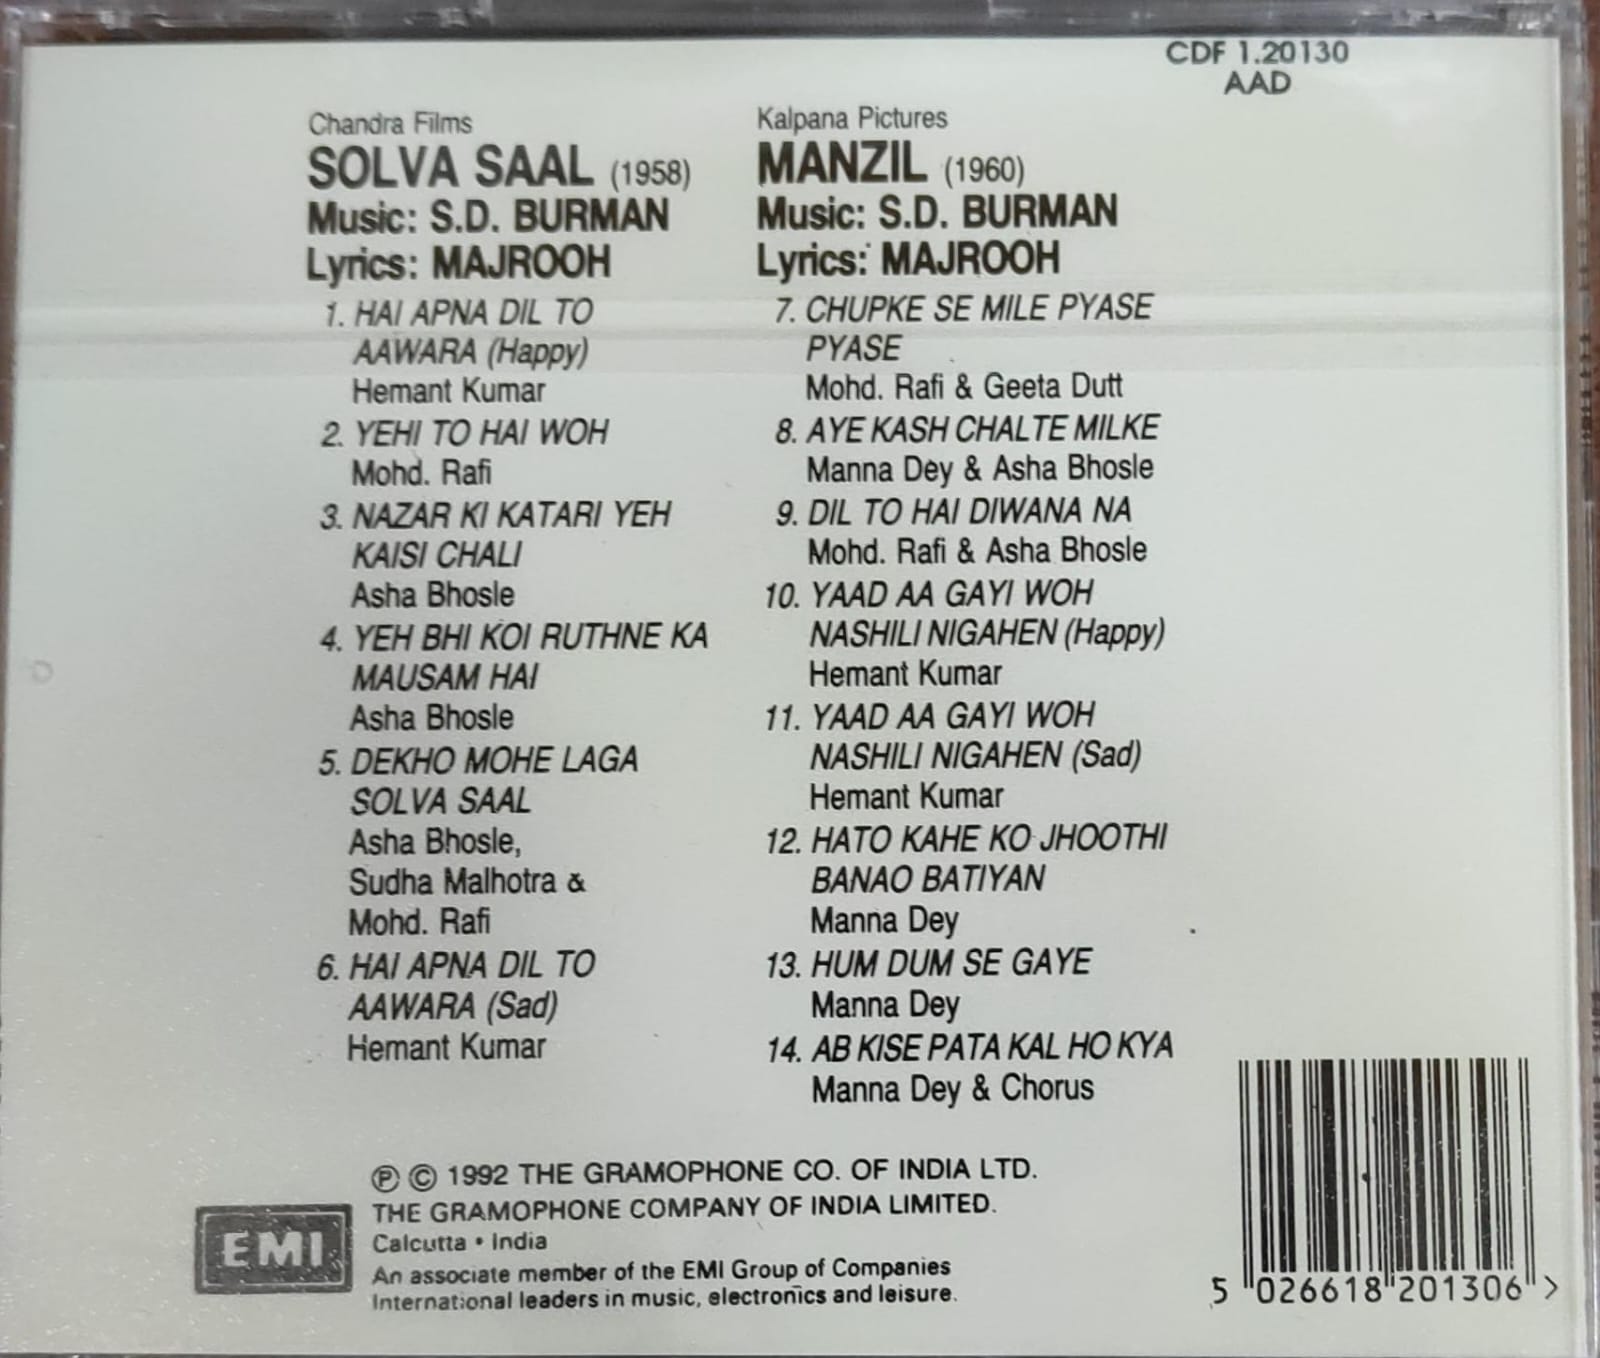 CDF 1.20130
AAD
Chandra Films
SOLVA SAAL (1958)
Music: S.D. BURMAN
Lyrics: MAJROOH
1. HAI APNA DIL TO
AAWARA (Happy)
Hemant Kumar
2. YEHI TO HAI WOH
Mohd. Rafi
3. NAZAR KI KATARI YEH
KAISI CHALI
Asha Bhosle
4. YEH BHI KOI RUTHNE KA
MAUSAM HAI
Asha Bhosle
5. DEKHO MOHE LAGA
SOLVA SAAL
Asha Bhosle,
Sudha Malhotra &
Mohd. Rafi
6. HAI APNA DIL TO
AAWARA (Sad)
Hemant Kumar
Kalpana Pictures
MANZIL (1960)
Music: S.D. BURMAN
Lyrics: MAJROOH
7. CHUPKE SE MILE PYASE
PYASE
Mohd. Rafi & Geeta Dutt
8. AYE KASH CHALTE MILKE
Manna Dey & Asha Bhosle
9. DIL TO HAI DIWANA NA
Mohd. Rafi & Asha Bhosle
10. YAAD AA GAYI WOH
NASHILI NIGAHEN (Happy)
Hemant Kumar
11. YAAD AA GAYI WOH
NASHILI NIGAHEN (Sad)
Hemant Kumar
12. HATO KAHE KO JHOOTHI
BANAO BATIYAN
Manna Dey
13. HUM DUM SE GAYE
Manna Dey
14. AB KISE PATA KAL HO KYA
Manna Dey & Chorus
℗ © 1992 THE GRAMOPHONE CO. OF INDIA LTD.
THE GRAMOPHONE COMPANY OF INDIA LIMITED.
Calcutta • India
An associate member of the EMI Group of Companies
International leaders in music, electronics and leisure.
EMI
5 026618 201306 >